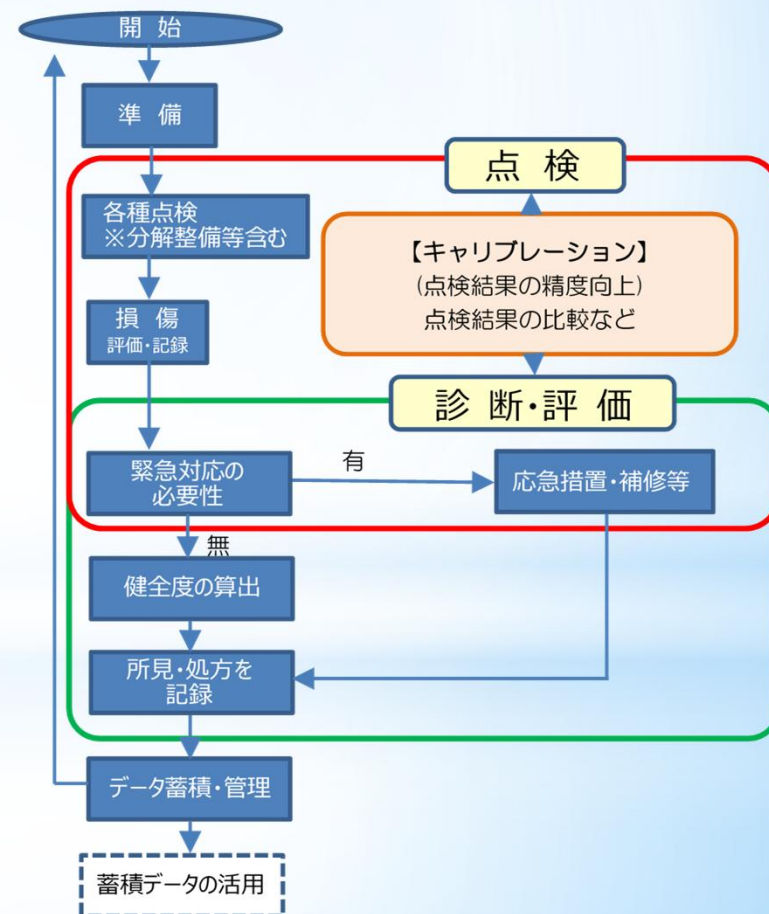 開 始
準 備
点 検
各種点検
※分解整備等含む
【キャリブレーション】
(点検結果の精度向上)
点検結果の比較など
損 傷
評価・記録
診 断・評 価
緊急対応の
必要性
有
応急措置・補修等
無
健全度の算出
所見・処方を
記録
データ蓄積・管理
蓄積データの活用